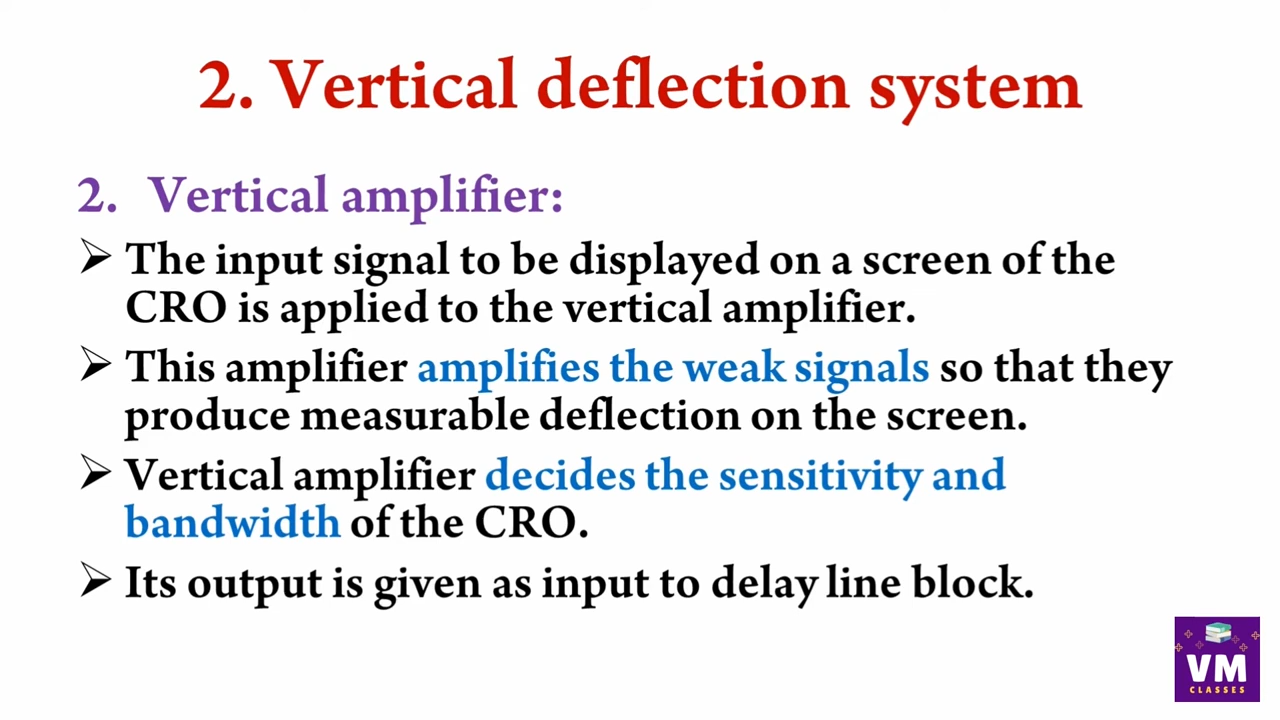 2. Vertical deflection system
2. Vertical amplifier:
➢ The input signal to be displayed on a screen of the
CRO is applied to the vertical amplifier.
➢ This amplifier amplifies the weak signals so that they
produce measurable deflection on the screen.
➢ Vertical amplifier decides the sensitivity and
bandwidth of the CRO.
➢ Its output is given as input to delay line block.
VM
CLASSES